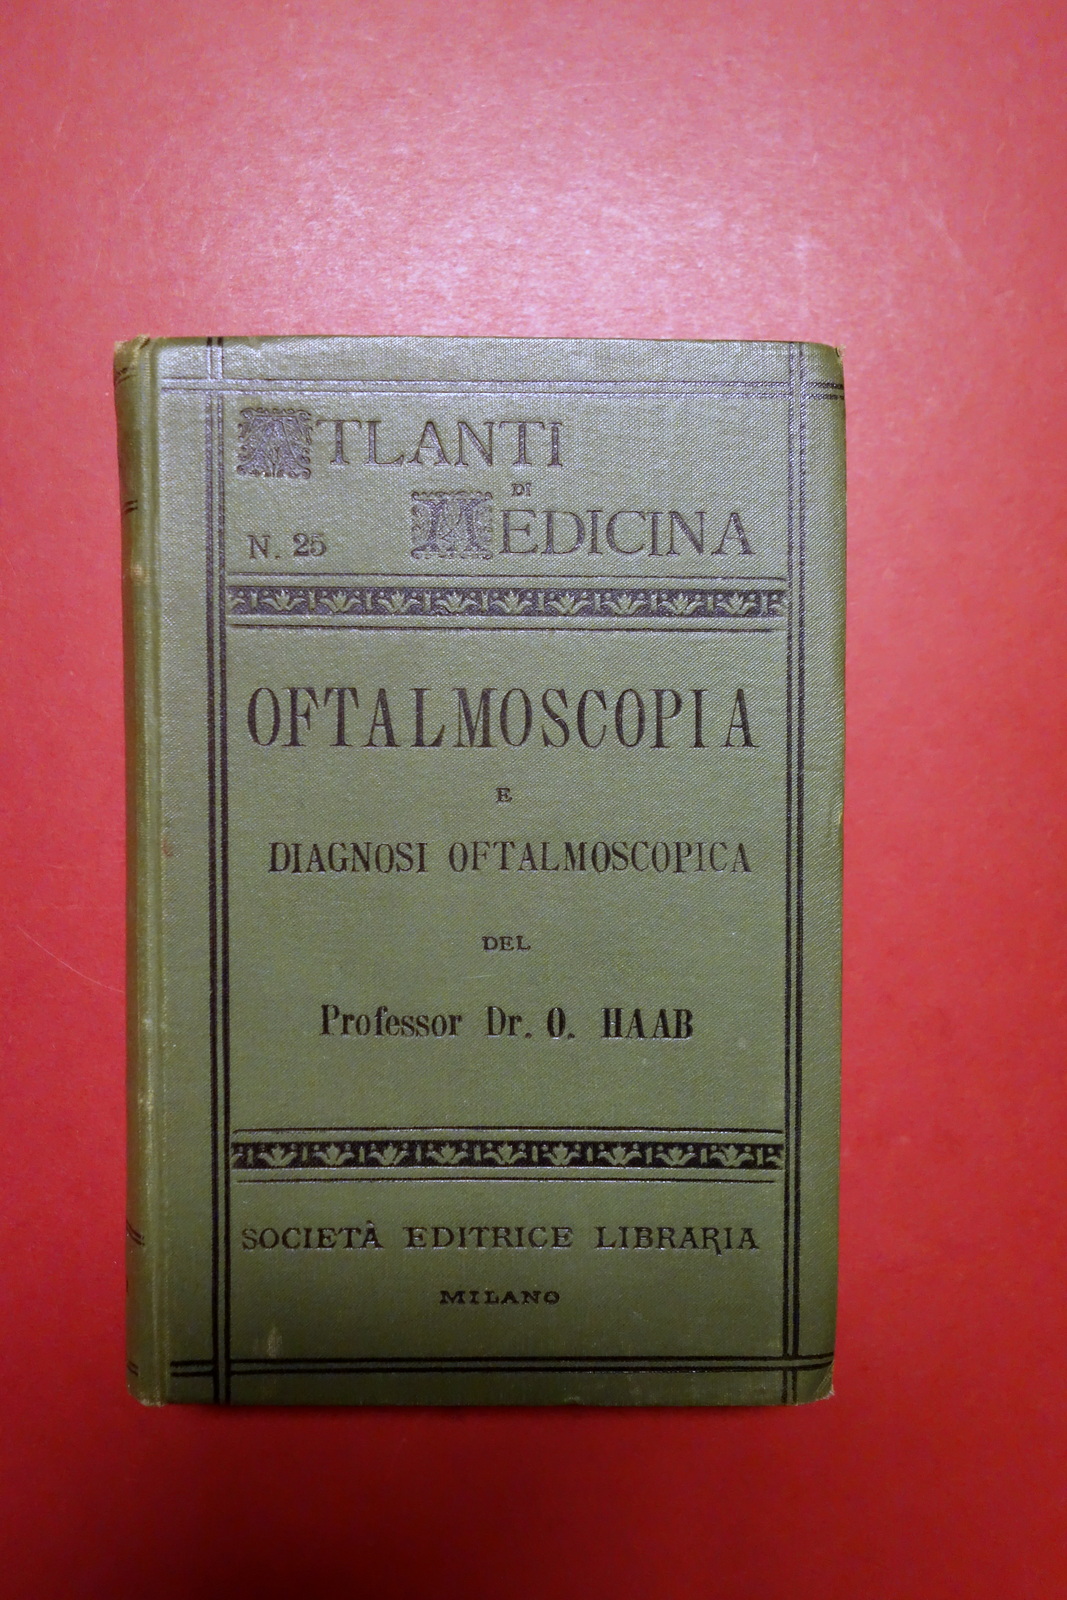 ATLANTI
DI
N. 25 MEDICINA
OFTALMOSCOPIA
E
DIAGNOSI OFTALMOSCOPICA
DEL
Professor Dr. O. HAAB
SOCIETÀ EDITRICE LIBRARIA
MILANO